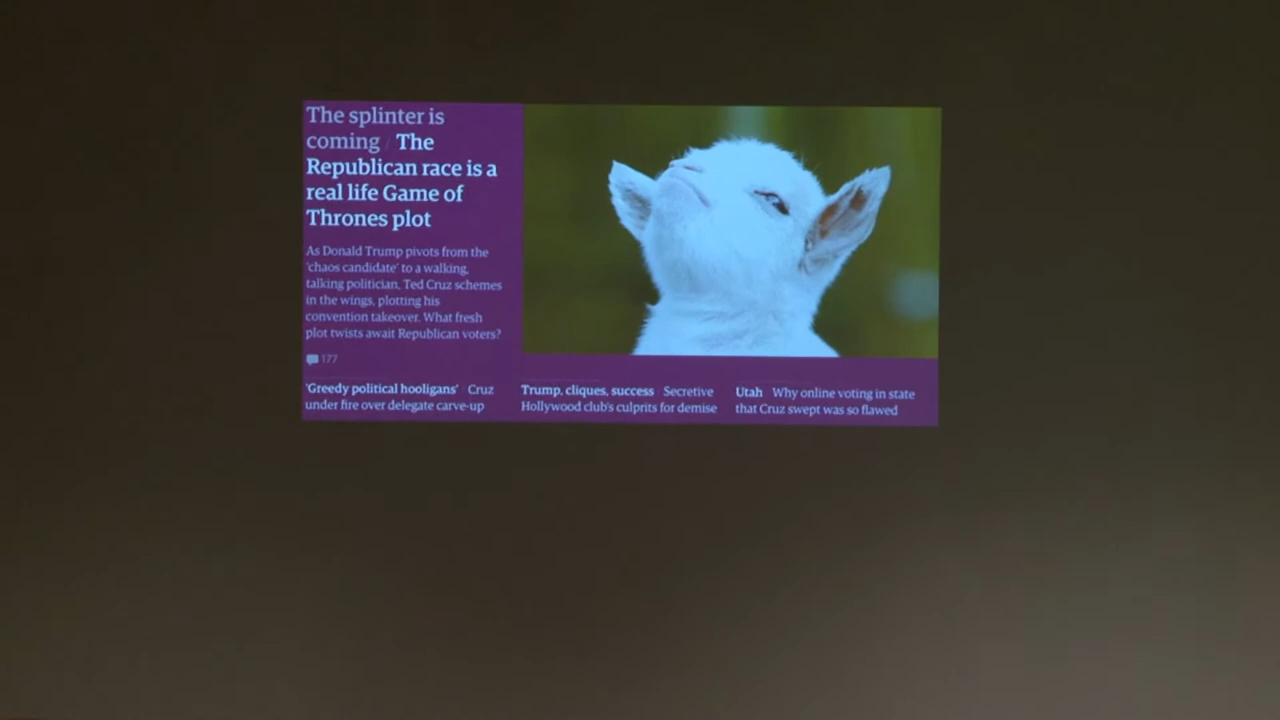 The splinter is
coming / The
Republican race is a
real life Game of
Thrones plot
As Donald Trump pivots from the
'chaos candidate' to a walking,
talking politician, Ted Cruz schemes
in the wings, plotting his
convention takeover. What fresh
plot twists await Republican voters?
177
'Greedy political hooligans' Cruz
under fire over delegate carve-up
Trump, cliques, success Secretive
Hollywood club's culprits for demise
Utah Why online voting in state
that Cruz swept was so flawed